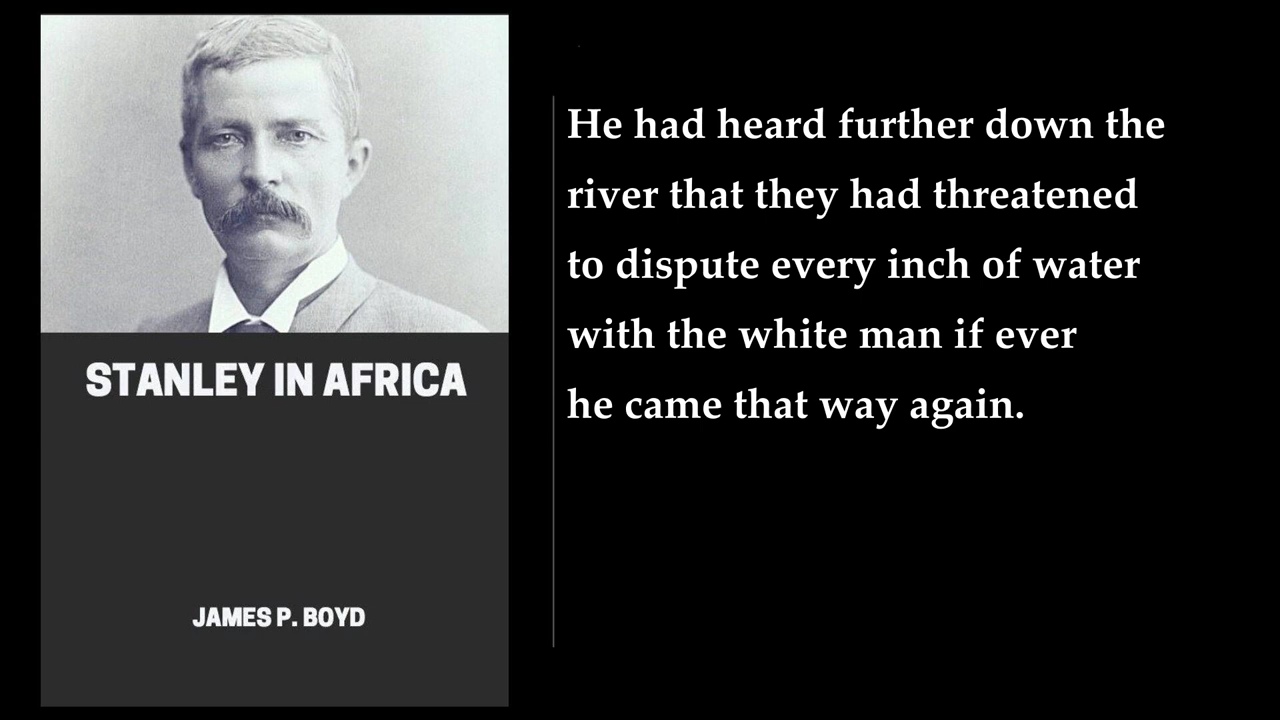 STANLEY IN AFRICA
JAMES P. BOYD
He had heard further down the
river that they had threatened
to dispute every inch of water
with the white man if ever
he came that way again.